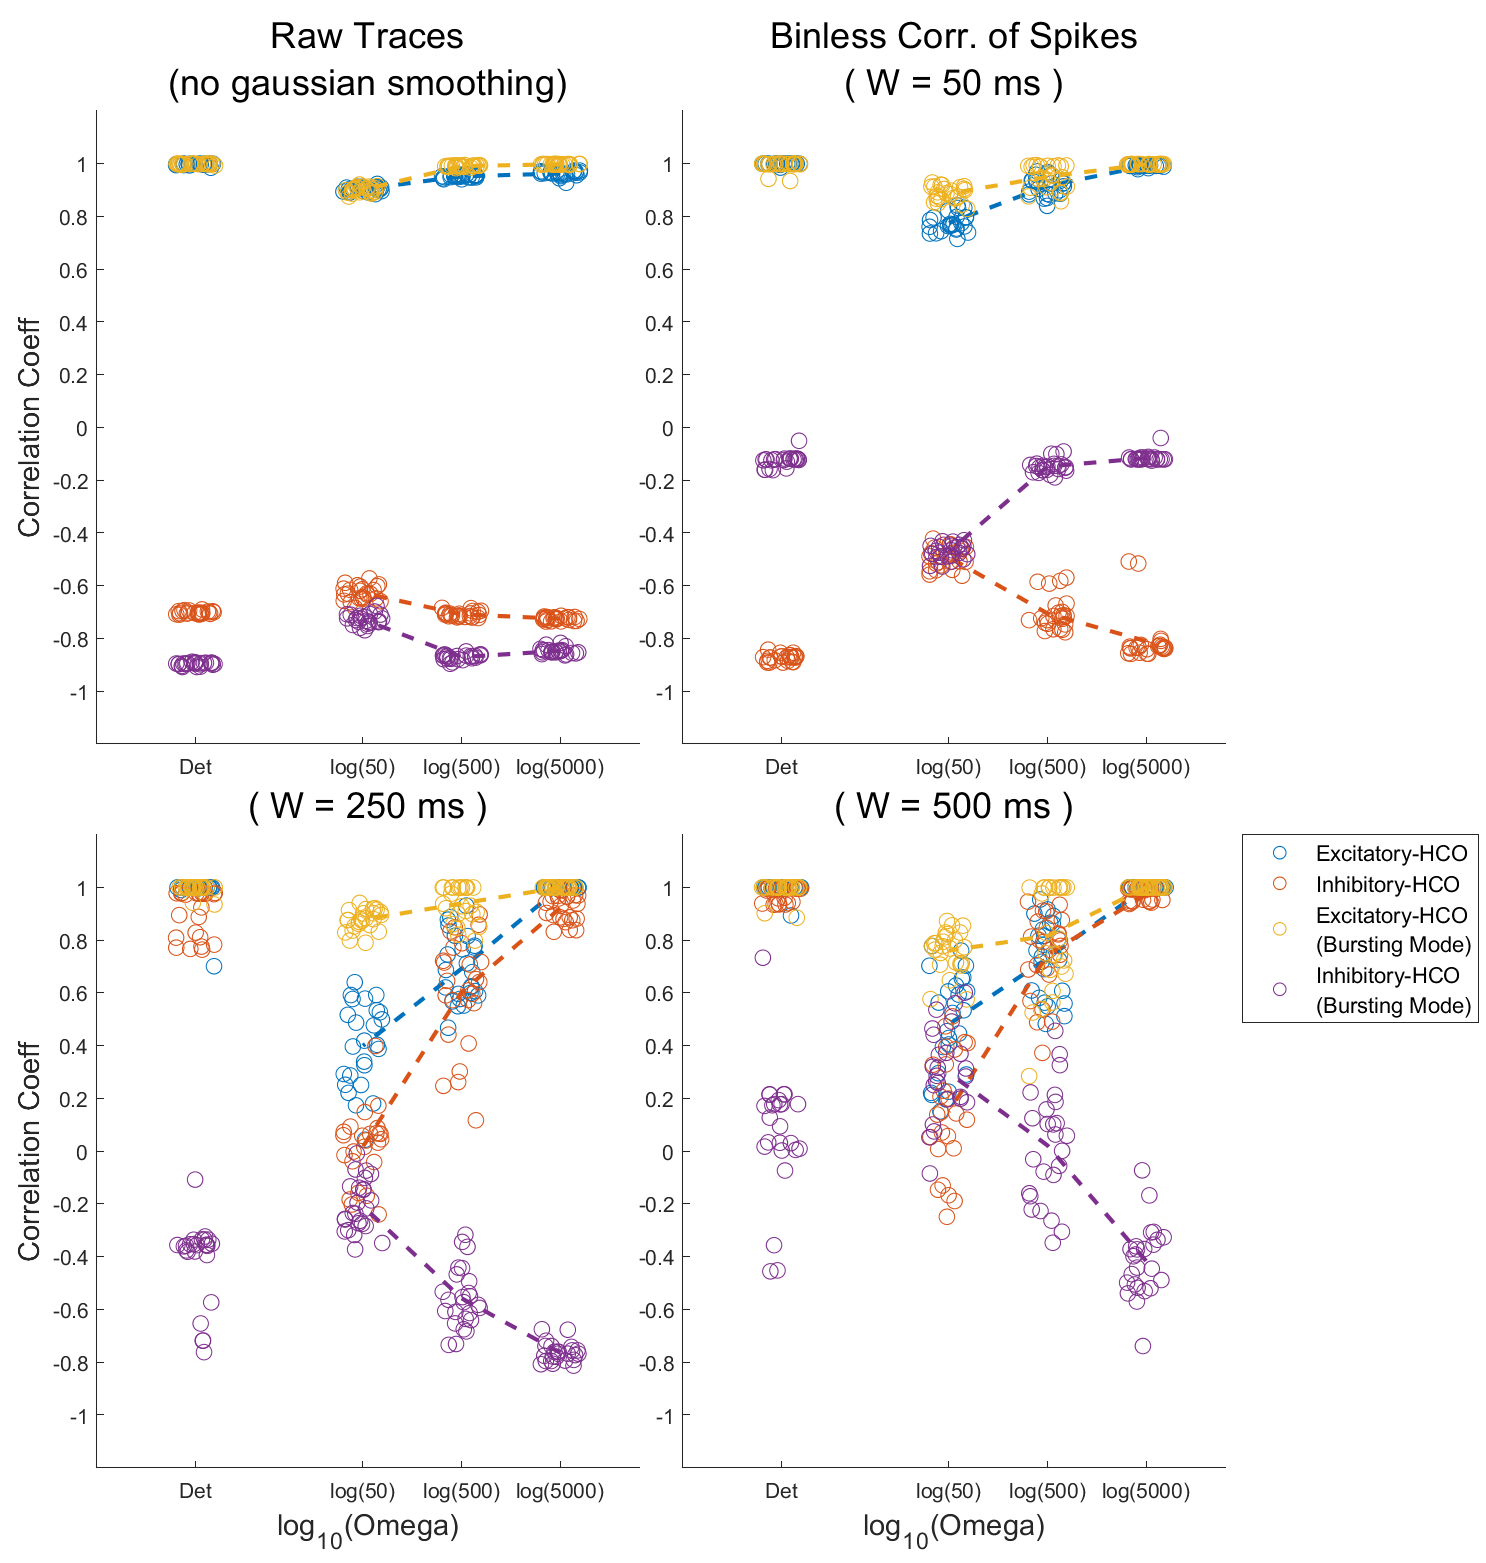 Raw Traces
(no gaussian smoothing)
Correlation Coeff
1
0.8
0.6
0.4
0.2
0
-0.2
-0.4
-0.6
-0.8
-1
Det
log(50)
log(500)
log(5000)
Binless Corr. of Spikes
( W = 50 ms )
1
0.8
0.6
0.4
0.2
0
-0.2
-0.4
-0.6
-0.8
-1
Det
log(50)
log(500)
log(5000)
( W = 250 ms )
Correlation Coeff
1
0.8
0.6
0.4
0.2
0
-0.2
-0.4
-0.6
-0.8
-1
Det
log(50)
log(500)
log(5000)
log10(Omega)
( W = 500 ms )
1
0.8
0.6
0.4
0.2
0
-0.2
-0.4
-0.6
-0.8
-1
Det
log(50)
log(500)
log(5000)
log10(Omega)
Excitatory-HCO
Inhibitory-HCO
Excitatory-HCO
(Bursting Mode)
Inhibitory-HCO
(Bursting Mode)